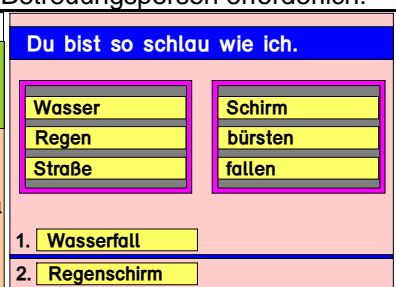 Betreuungsperson erforderlich.
Du bist so schlau wie ich.
Wasser
Regen
Straße
Schirm
bürsten
fallen
1. Wasserfall
2. Regenschirm